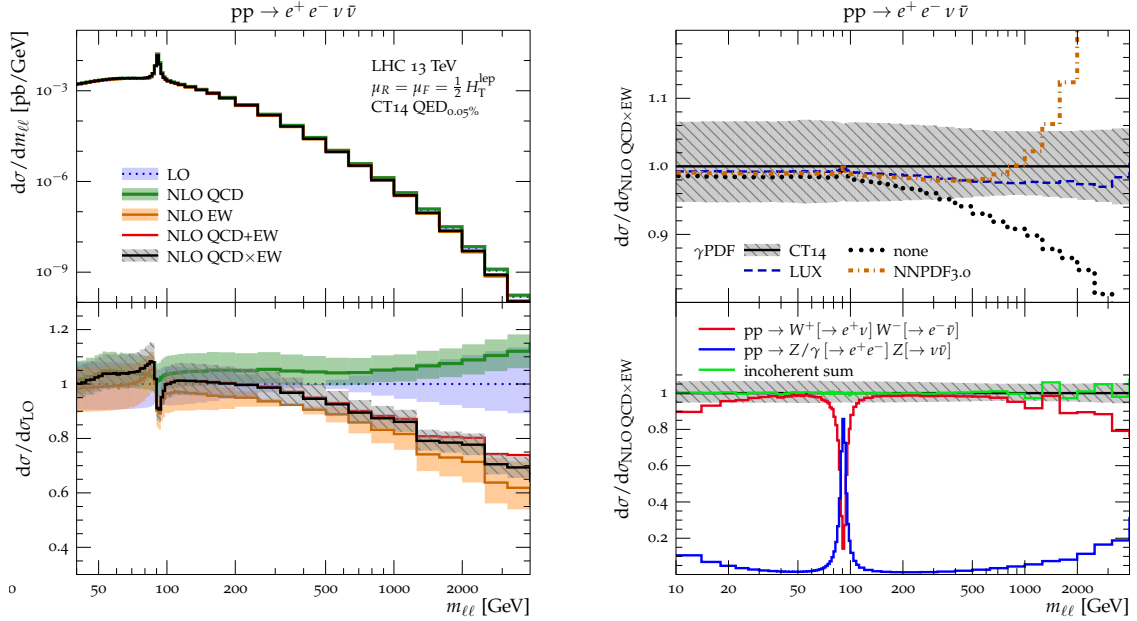 pp → e⁺ e⁻ ν ν̄
dσ/dm_ℓℓ [pb/GeV]
10⁻³
10⁻⁶
10⁻⁹
LHC 13 TeV
μ_R = μ_F = ½ H_T^lep
CT14 QED_0.05%
LO
NLO QCD
NLO EW
NLO QCD+EW
NLO QCD×EW
dσ/dσ_LO
1.2
1
0.8
0.6
0.4
0
50 100 200 500 1000 2000
m_ℓℓ [GeV]
pp → e⁺ e⁻ ν ν̄
dσ/dσ_NLO QCD×EW
1.1
1.0
0.9
γPDF CT14 none
LUX NNPDF3.0
dσ/dσ_NLO QCD×EW
pp → W⁺[→ e⁺ν] W⁻[→ e⁻ν̄]
pp → Z/γ [→ e⁺e⁻] Z[→ νν̄]
incoherent sum
1
0.8
0.6
0.4
0.2
10 20 50 100 200 500 1000 2000
m_ℓℓ [GeV]